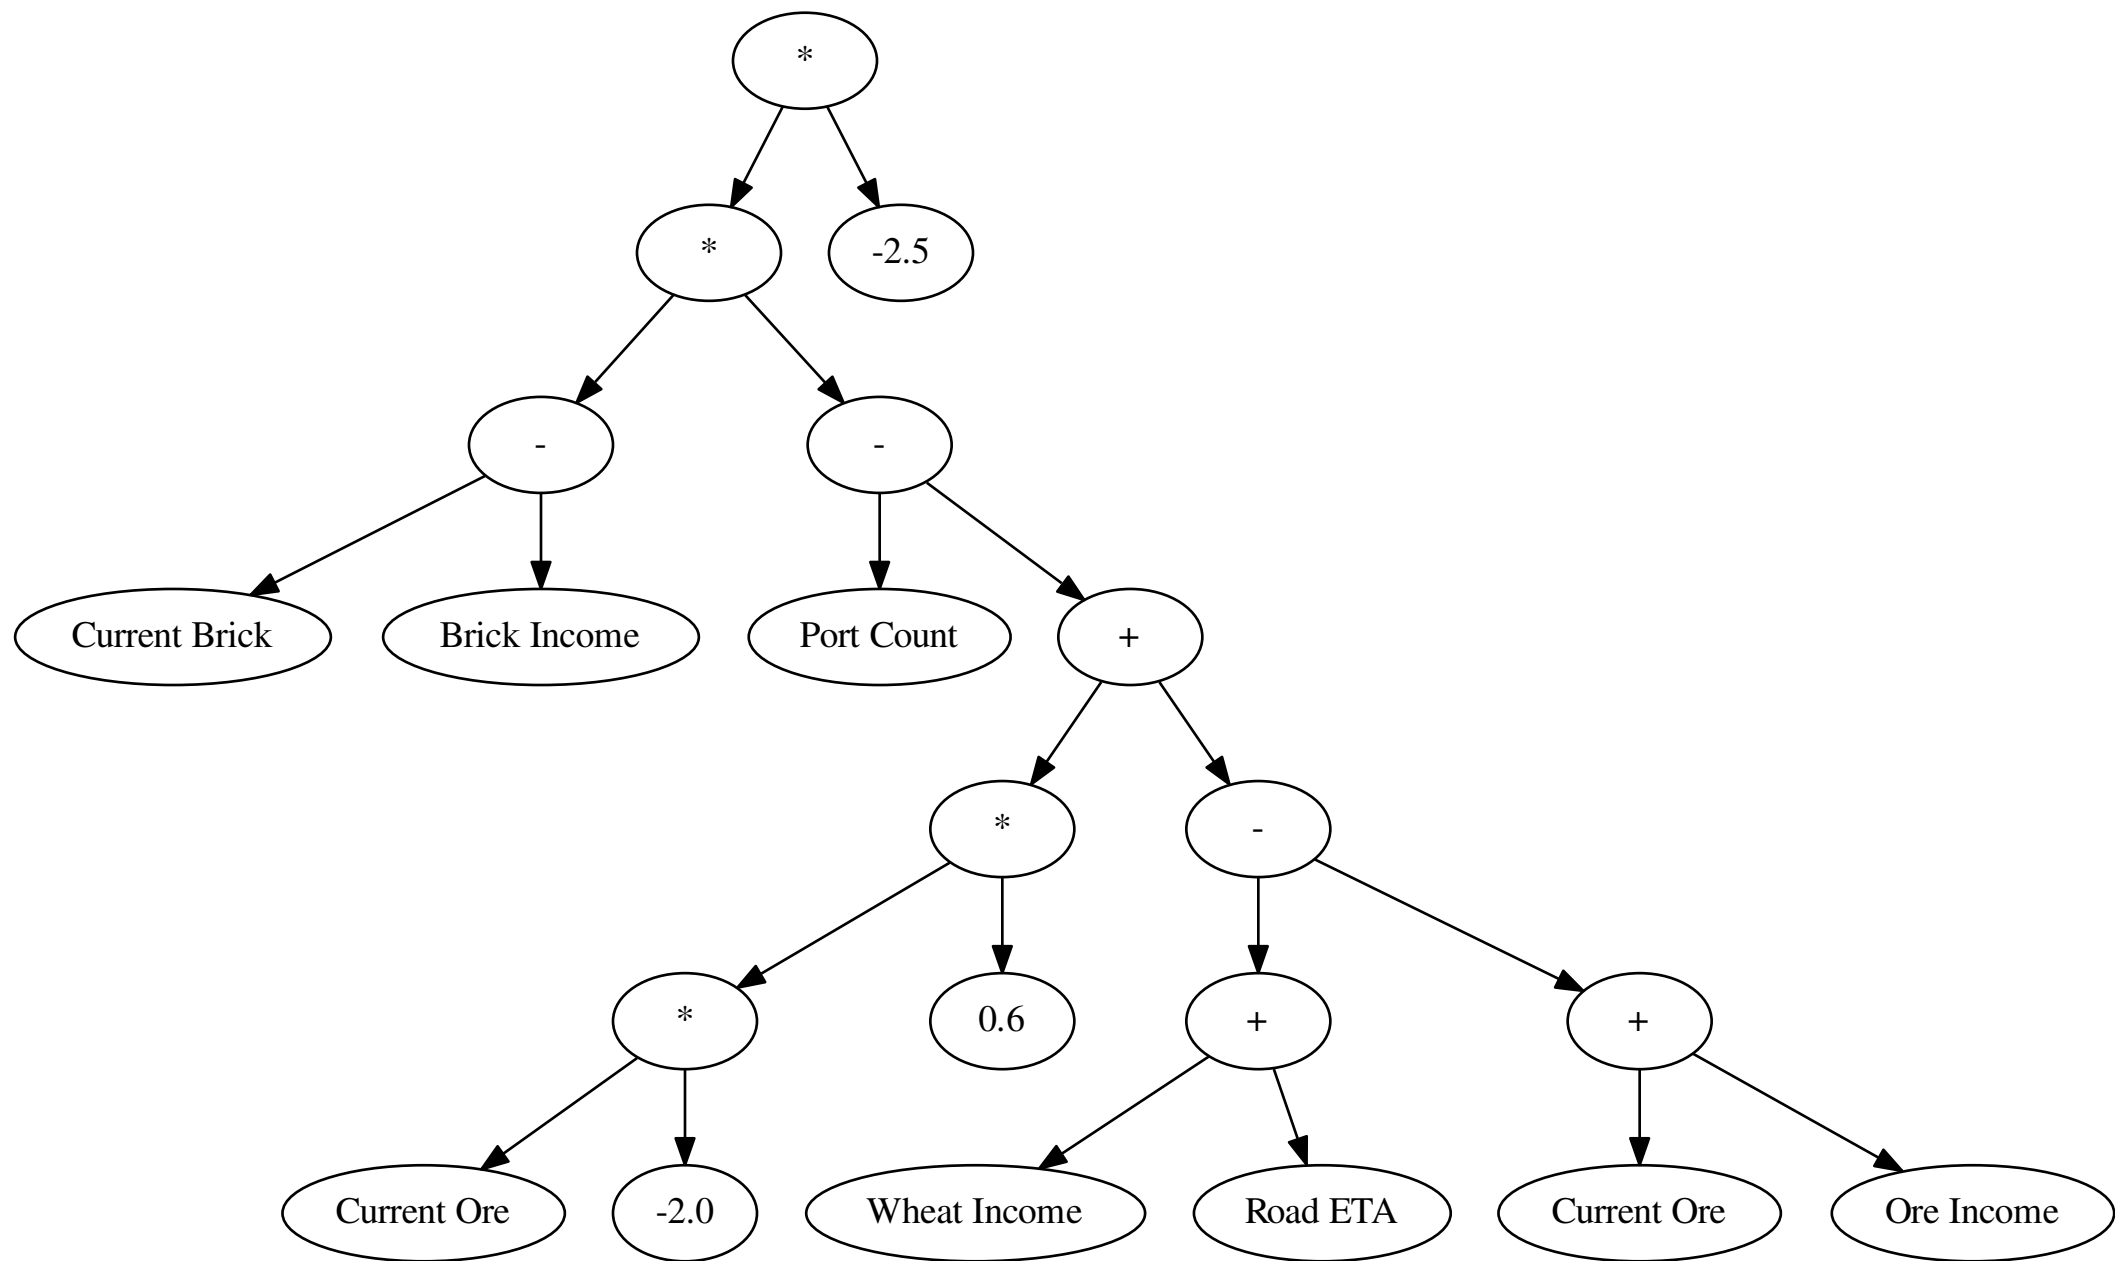 *
*
-2.5
-
-
Current Brick
Brick Income
Port Count
+
*
-
*
0.6
+
+
Current Ore
-2.0
Wheat Income
Road ETA
Current Ore
Ore Income